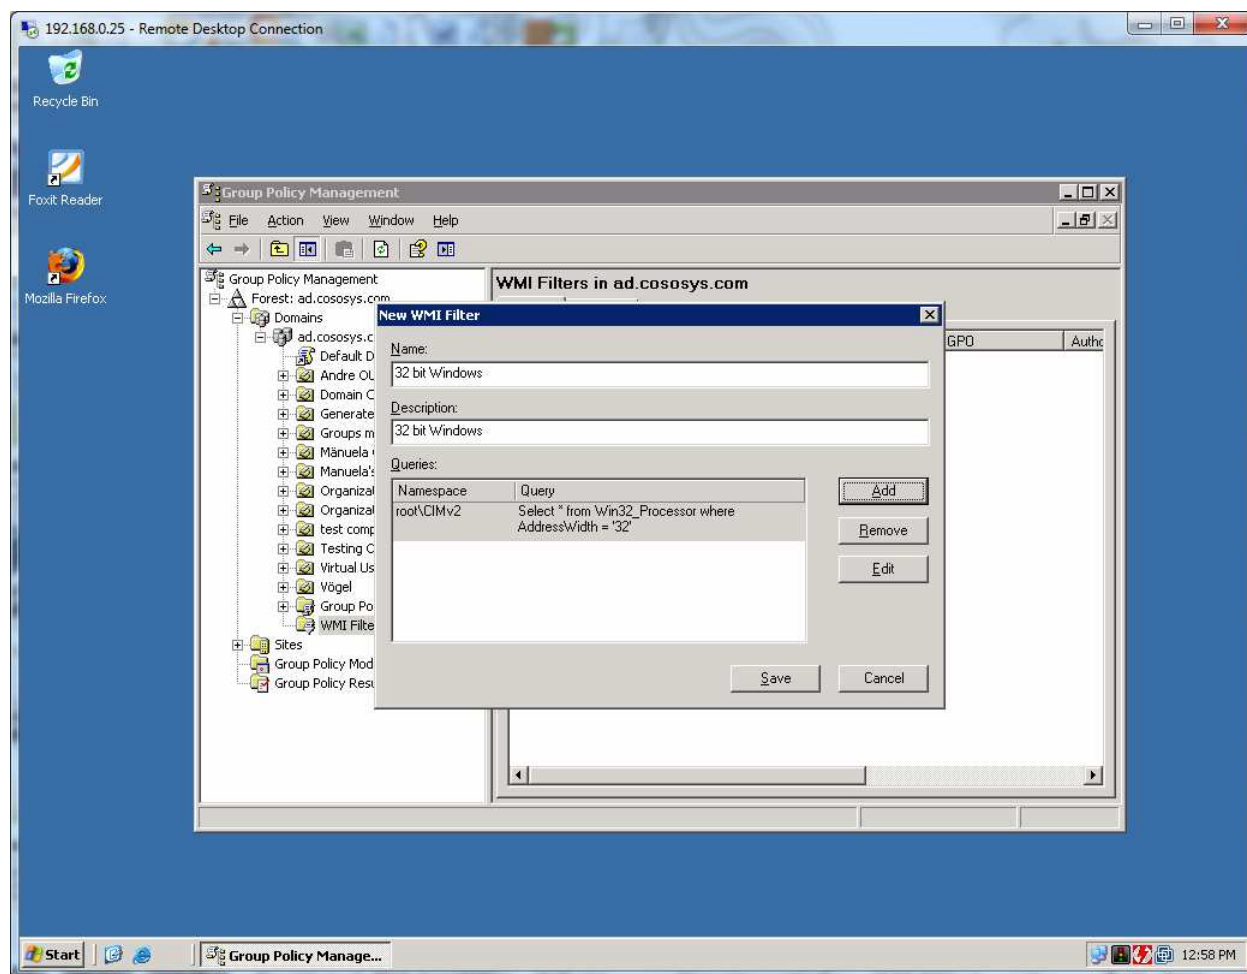 192.168.0.25 - Remote Desktop Connection
Recycle Bin
Foxit Reader
Mozilla Firefox
Group Policy Management
File Action View Window Help
Group Policy Management
Forest: ad.cososys.com
Domains
ad.cososys.c
Default D
Andre OU
Domain C
Generate
Groups m
Mänuela
Manuela's
Organizat
Organizat
test comp
Testing C
Virtual Us
Vögel
Group Po
WMI Filte
Sites
Group Policy Mod
Group Policy Resu
WMI Filters in ad.cososys.com
GPO Autho
New WMI Filter
Name:
32 bit Windows
Description:
32 bit Windows
Queries:
Namespace Query
root\CIMv2 Select * from Win32_Processor where
AddressWidth = '32'
Add
Remove
Edit
Save Cancel
Start Group Policy Manage... 12:58 PM